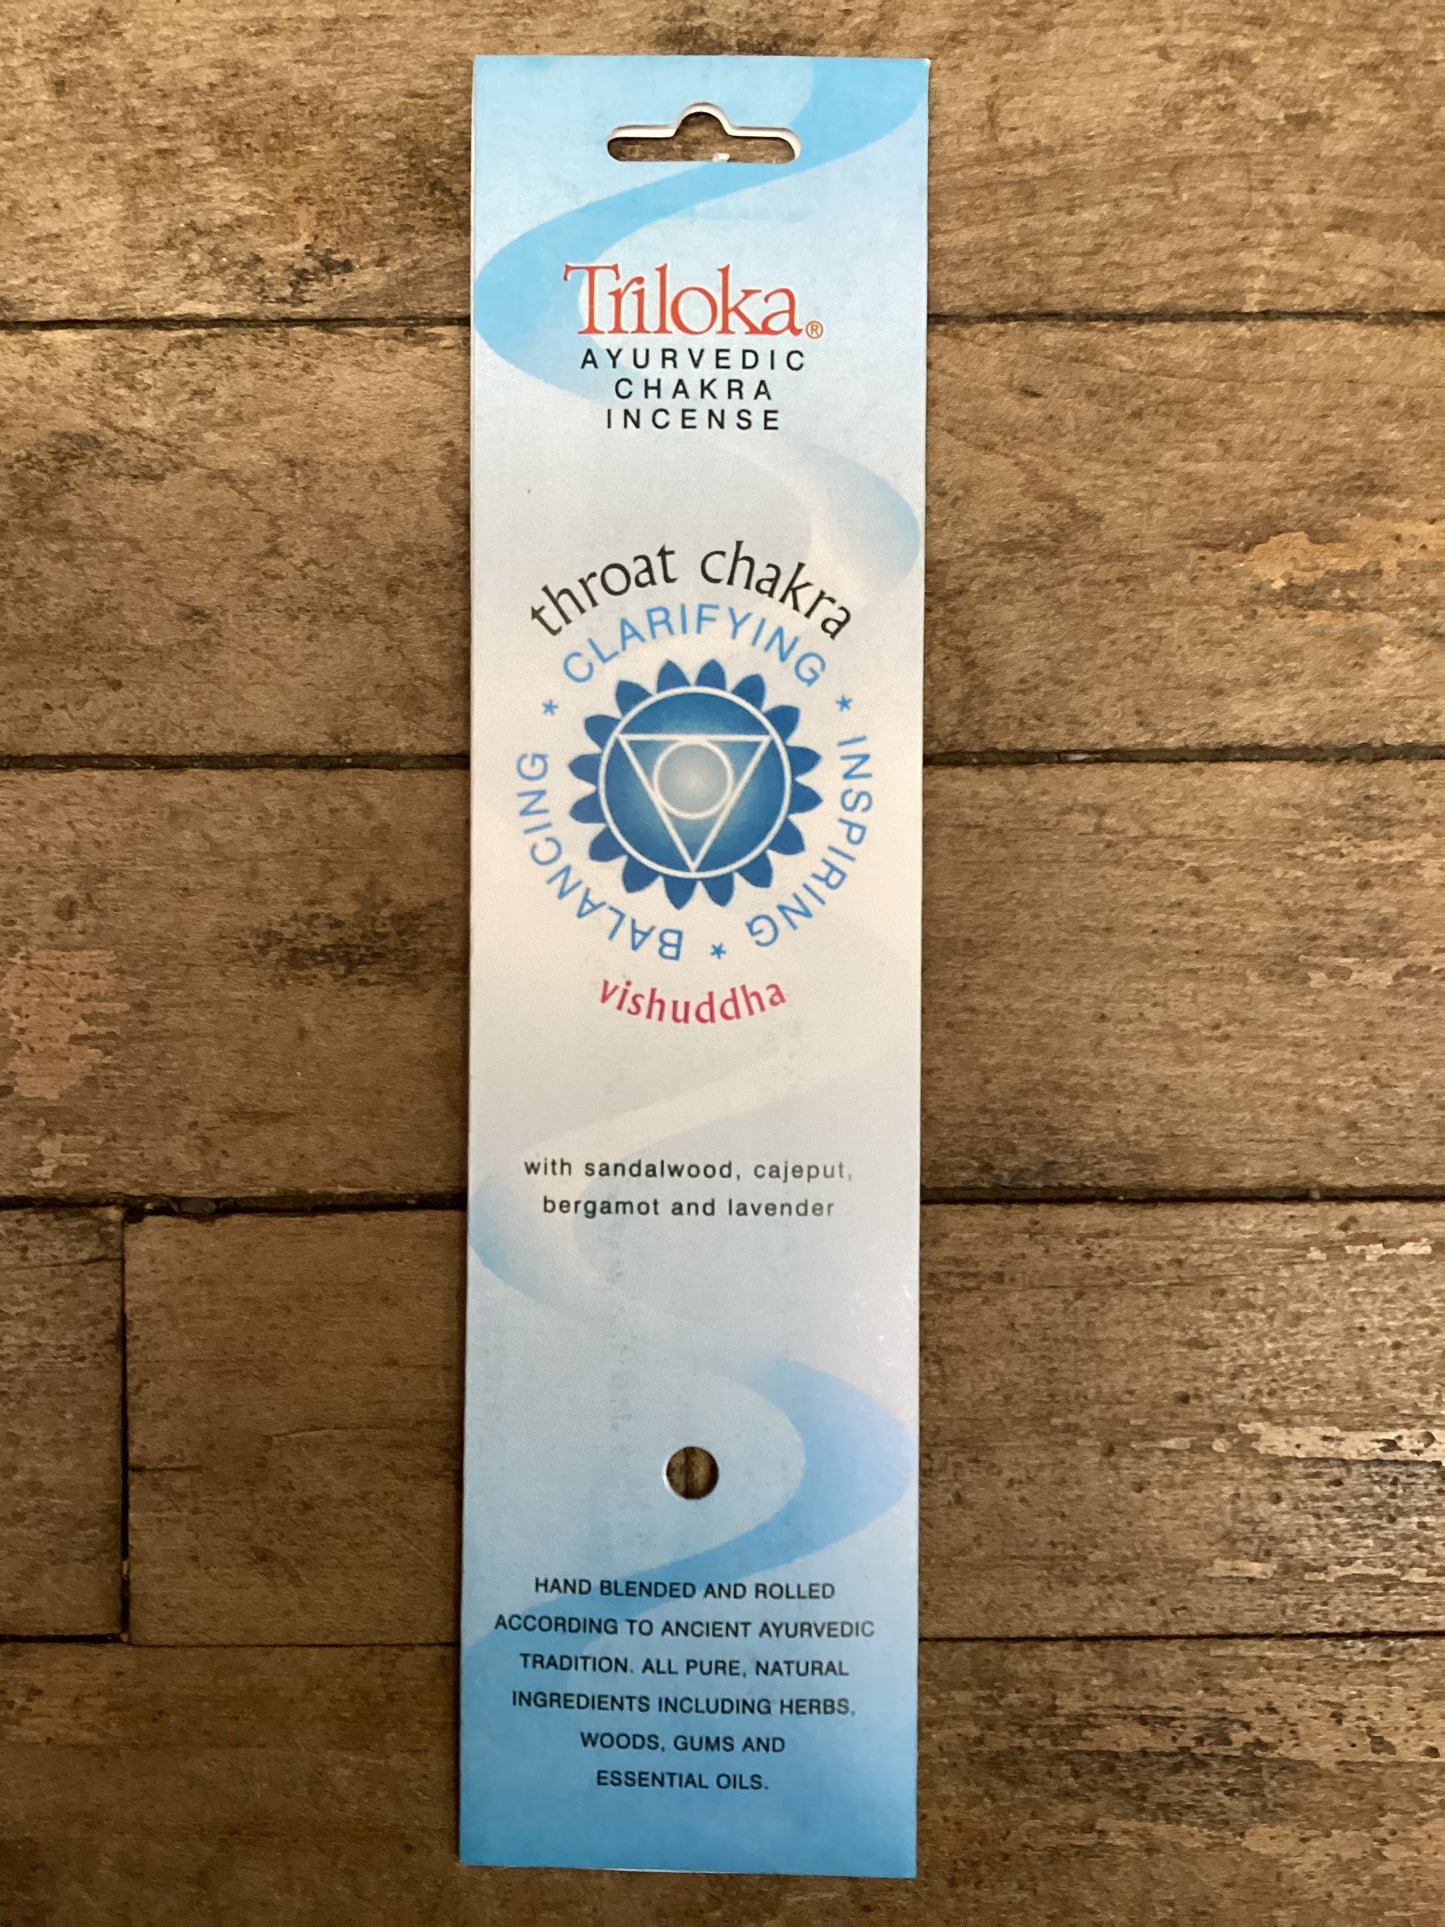 Triloka®
AYURVEDIC
CHAKRA
INCENSE
throat chakra
CLARIFYING * INSPIRING * BALANCING *
vishuddha
with sandalwood, cajeput,
bergamot and lavender
HAND BLENDED AND ROLLED
ACCORDING TO ANCIENT AYURVEDIC
TRADITION. ALL PURE, NATURAL
INGREDIENTS INCLUDING HERBS,
WOODS, GUMS AND
ESSENTIAL OILS.